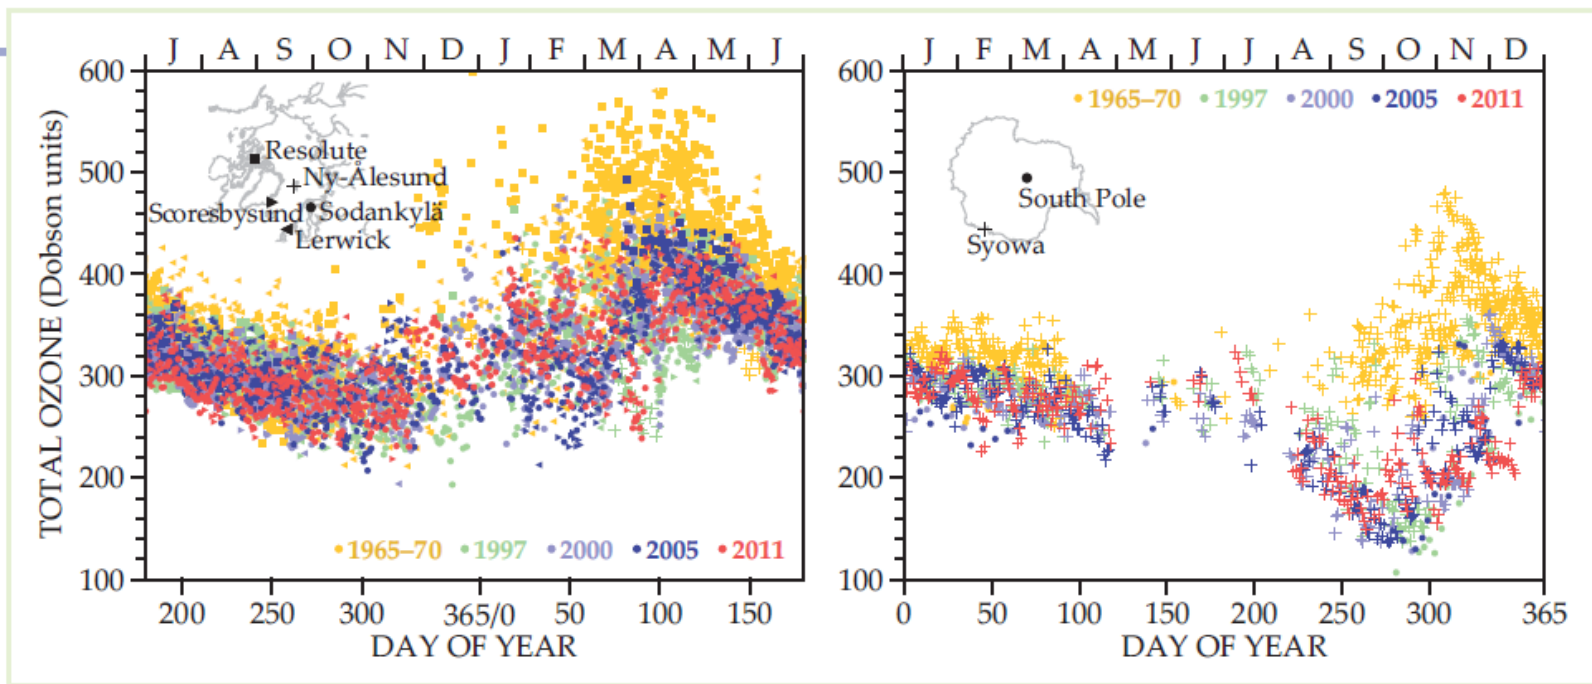 J A S O N D J F M A M J
600
500
400
300
200
100
TOTAL OZONE (Dobson units)
Resolute
Ny-Ålesund
Scoresbysund
Sodankylä
Lerwick
1965–70 1997 2000 2005 2011
200 250 300 365/0 50 100 150
DAY OF YEAR
J F M A M J J A S O N D
600
500
400
300
200
100
1965–70 1997 2000 2005 2011
South Pole
Syowa
0 50 100 150 200 250 300 365
DAY OF YEAR